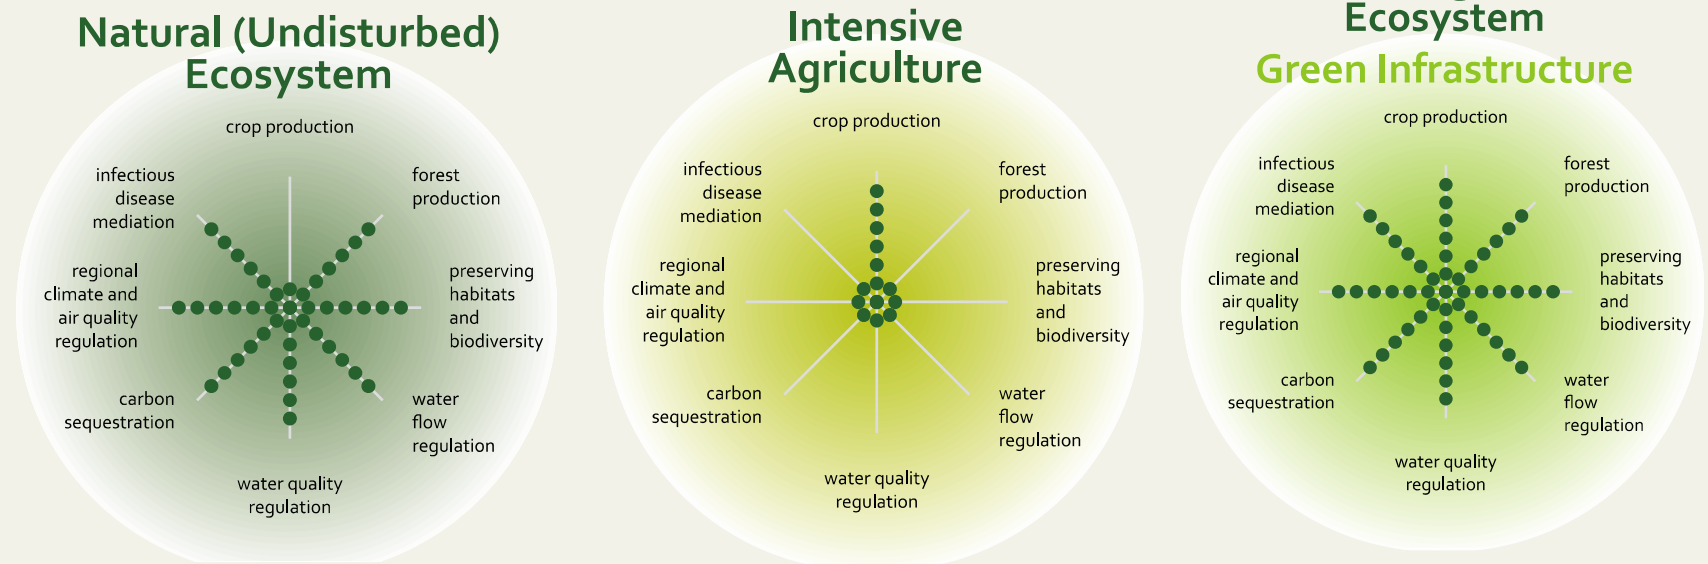 Natural (Undisturbed)
Ecosystem
crop production
infectious
disease
mediation
forest
production
regional
climate and
air quality
regulation
preserving
habitats
and
biodiversity
carbon
sequestration
water
flow
regulation
water quality
regulation
Intensive
Agriculture
crop production
infectious
disease
mediation
forest
production
regional
climate and
air quality
regulation
preserving
habitats
and
biodiversity
carbon
sequestration
water
flow
regulation
water quality
regulation
Ecosystem
Green Infrastructure
crop production
infectious
disease
mediation
forest
production
regional
climate and
air quality
regulation
preserving
habitats
and
biodiversity
carbon
sequestration
water
flow
regulation
water quality
regulation